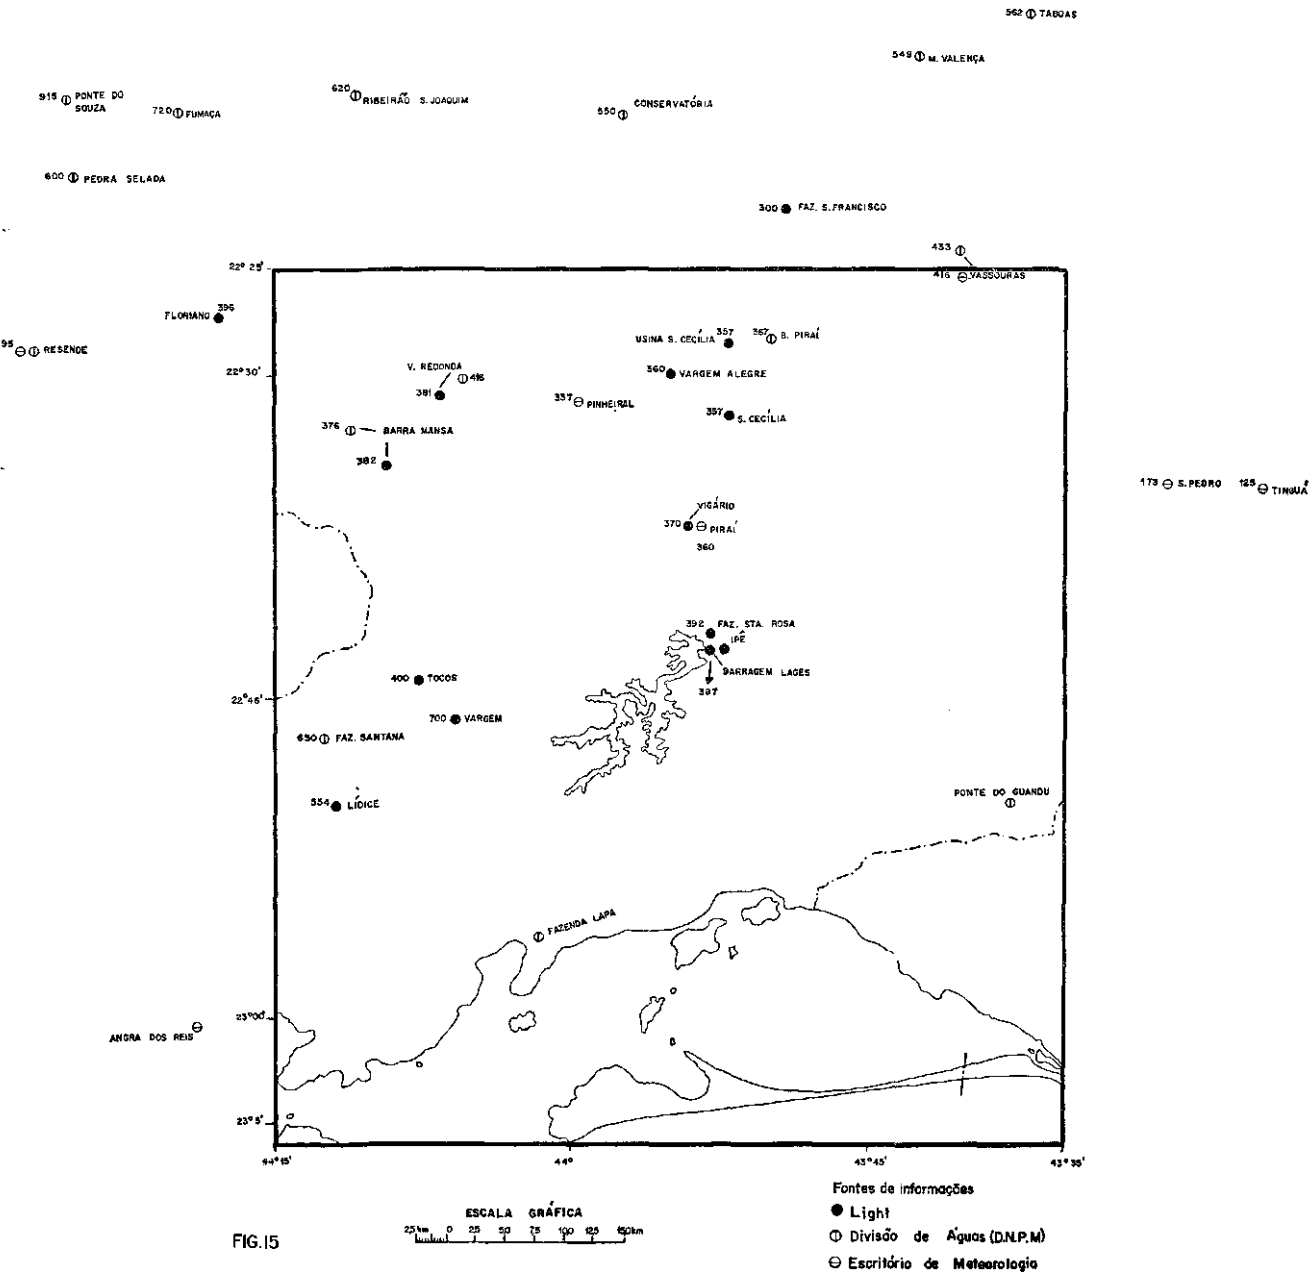 562 TABOAS
549 M. VALENÇA
915 PONTE DO
SOUZA
720 FUMAÇA
620 RIBEIRÃO S. JOAQUIM
550 CONSERVATÓRIA
600 PEDRA SELADA
300 FAZ. S. FRANCISCO
433
416 VASSOURAS
22° 25'
FLORIANO 395
95 RESENDE
USINA S. CECÍLIA 357
367 B. PIRAÍ
V. REDONDA
416
381
22° 30'
360 VARGEM ALEGRE
337 PINHEIRAL
357 S. CECÍLIA
376 BARRA MANSA
382
173 S. PEDRO
125 TINGUÁ
VIGÁRIO
370 PIRAÍ
360
392 FAZ. STA. ROSA
IPÊ
BARRAGEM LAGES
397
400 TOCOS
22° 45'
700 VARGEM
630 FAZ. SANTANA
554 LÍDICE
PONTE DO GUANDU
FAZENDA LAPA
23° 00'
ANGRA DOS REIS
23° 5'
44° 15'
44°
43° 45'
43° 35'
Fontes de informações
Light
Divisão de Águas (D.N.P.M)
Escritório de Meteorologia
ESCALA GRÁFICA
25km 0 25 50 75 100 125 150km
FIG.15